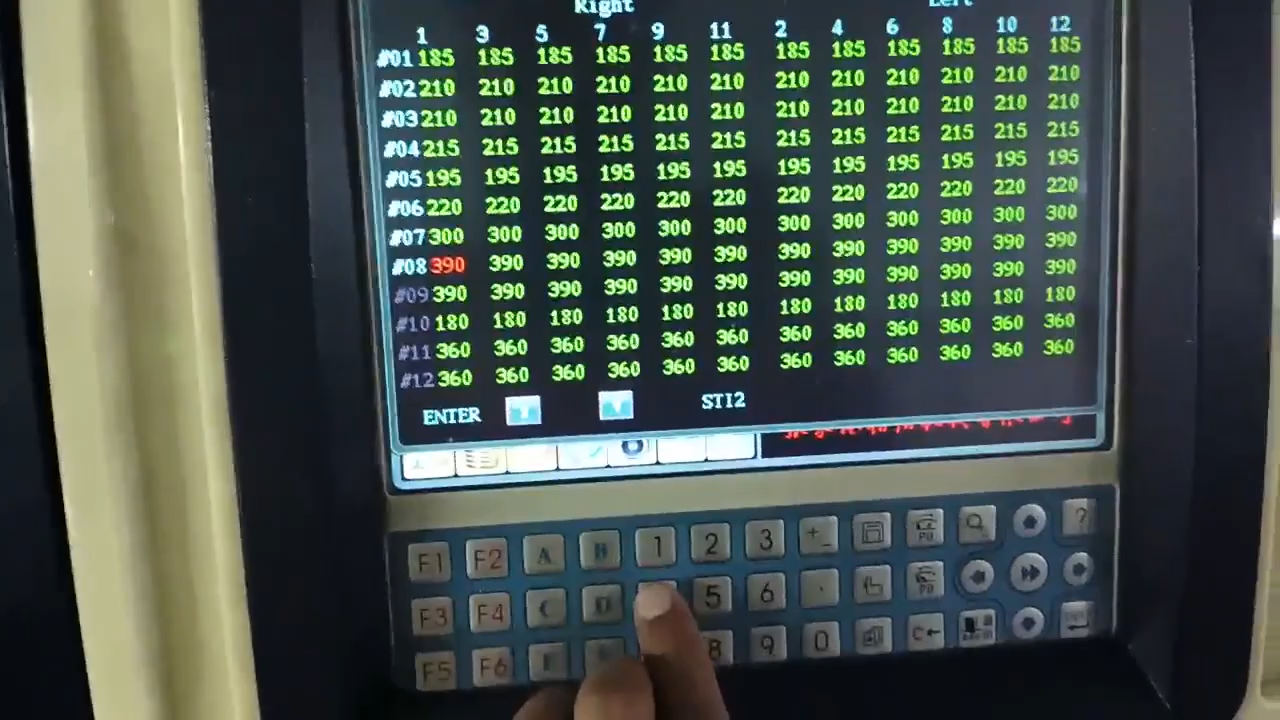 Right Left
1 3 5 7 9 11 2 4 6 8 10 12
#01 185 185 185 185 185 185 185 185 185 185 185 185
#02 210 210 210 210 210 210 210 210 210 210 210 210
#03 210 210 210 210 210 210 210 210 210 210 210 210
#04 215 215 215 215 215 215 215 215 215 215 215 215
#05 195 195 195 195 195 195 195 195 195 195 195 195
#06 220 220 220 220 220 220 220 220 220 220 220 220
#07 300 300 300 300 300 300 300 300 300 300 300 300
#08 390 390 390 390 390 390 390 390 390 390 390 390
#09 390 390 390 390 390 390 390 390 390 390 390 390
#10 180 180 180 180 180 180 180 180 180 180 180 180
#11 360 360 360 360 360 360 360 360 360 360 360 360
#12 360 360 360 360 360 360 360 360 360 360 360 360
ENTER STI2
F1 F2 A B 1 2 3 +- PU ?
F3 F4 C D 5 6 . PU
F5 F6 E 8 9 0 C←